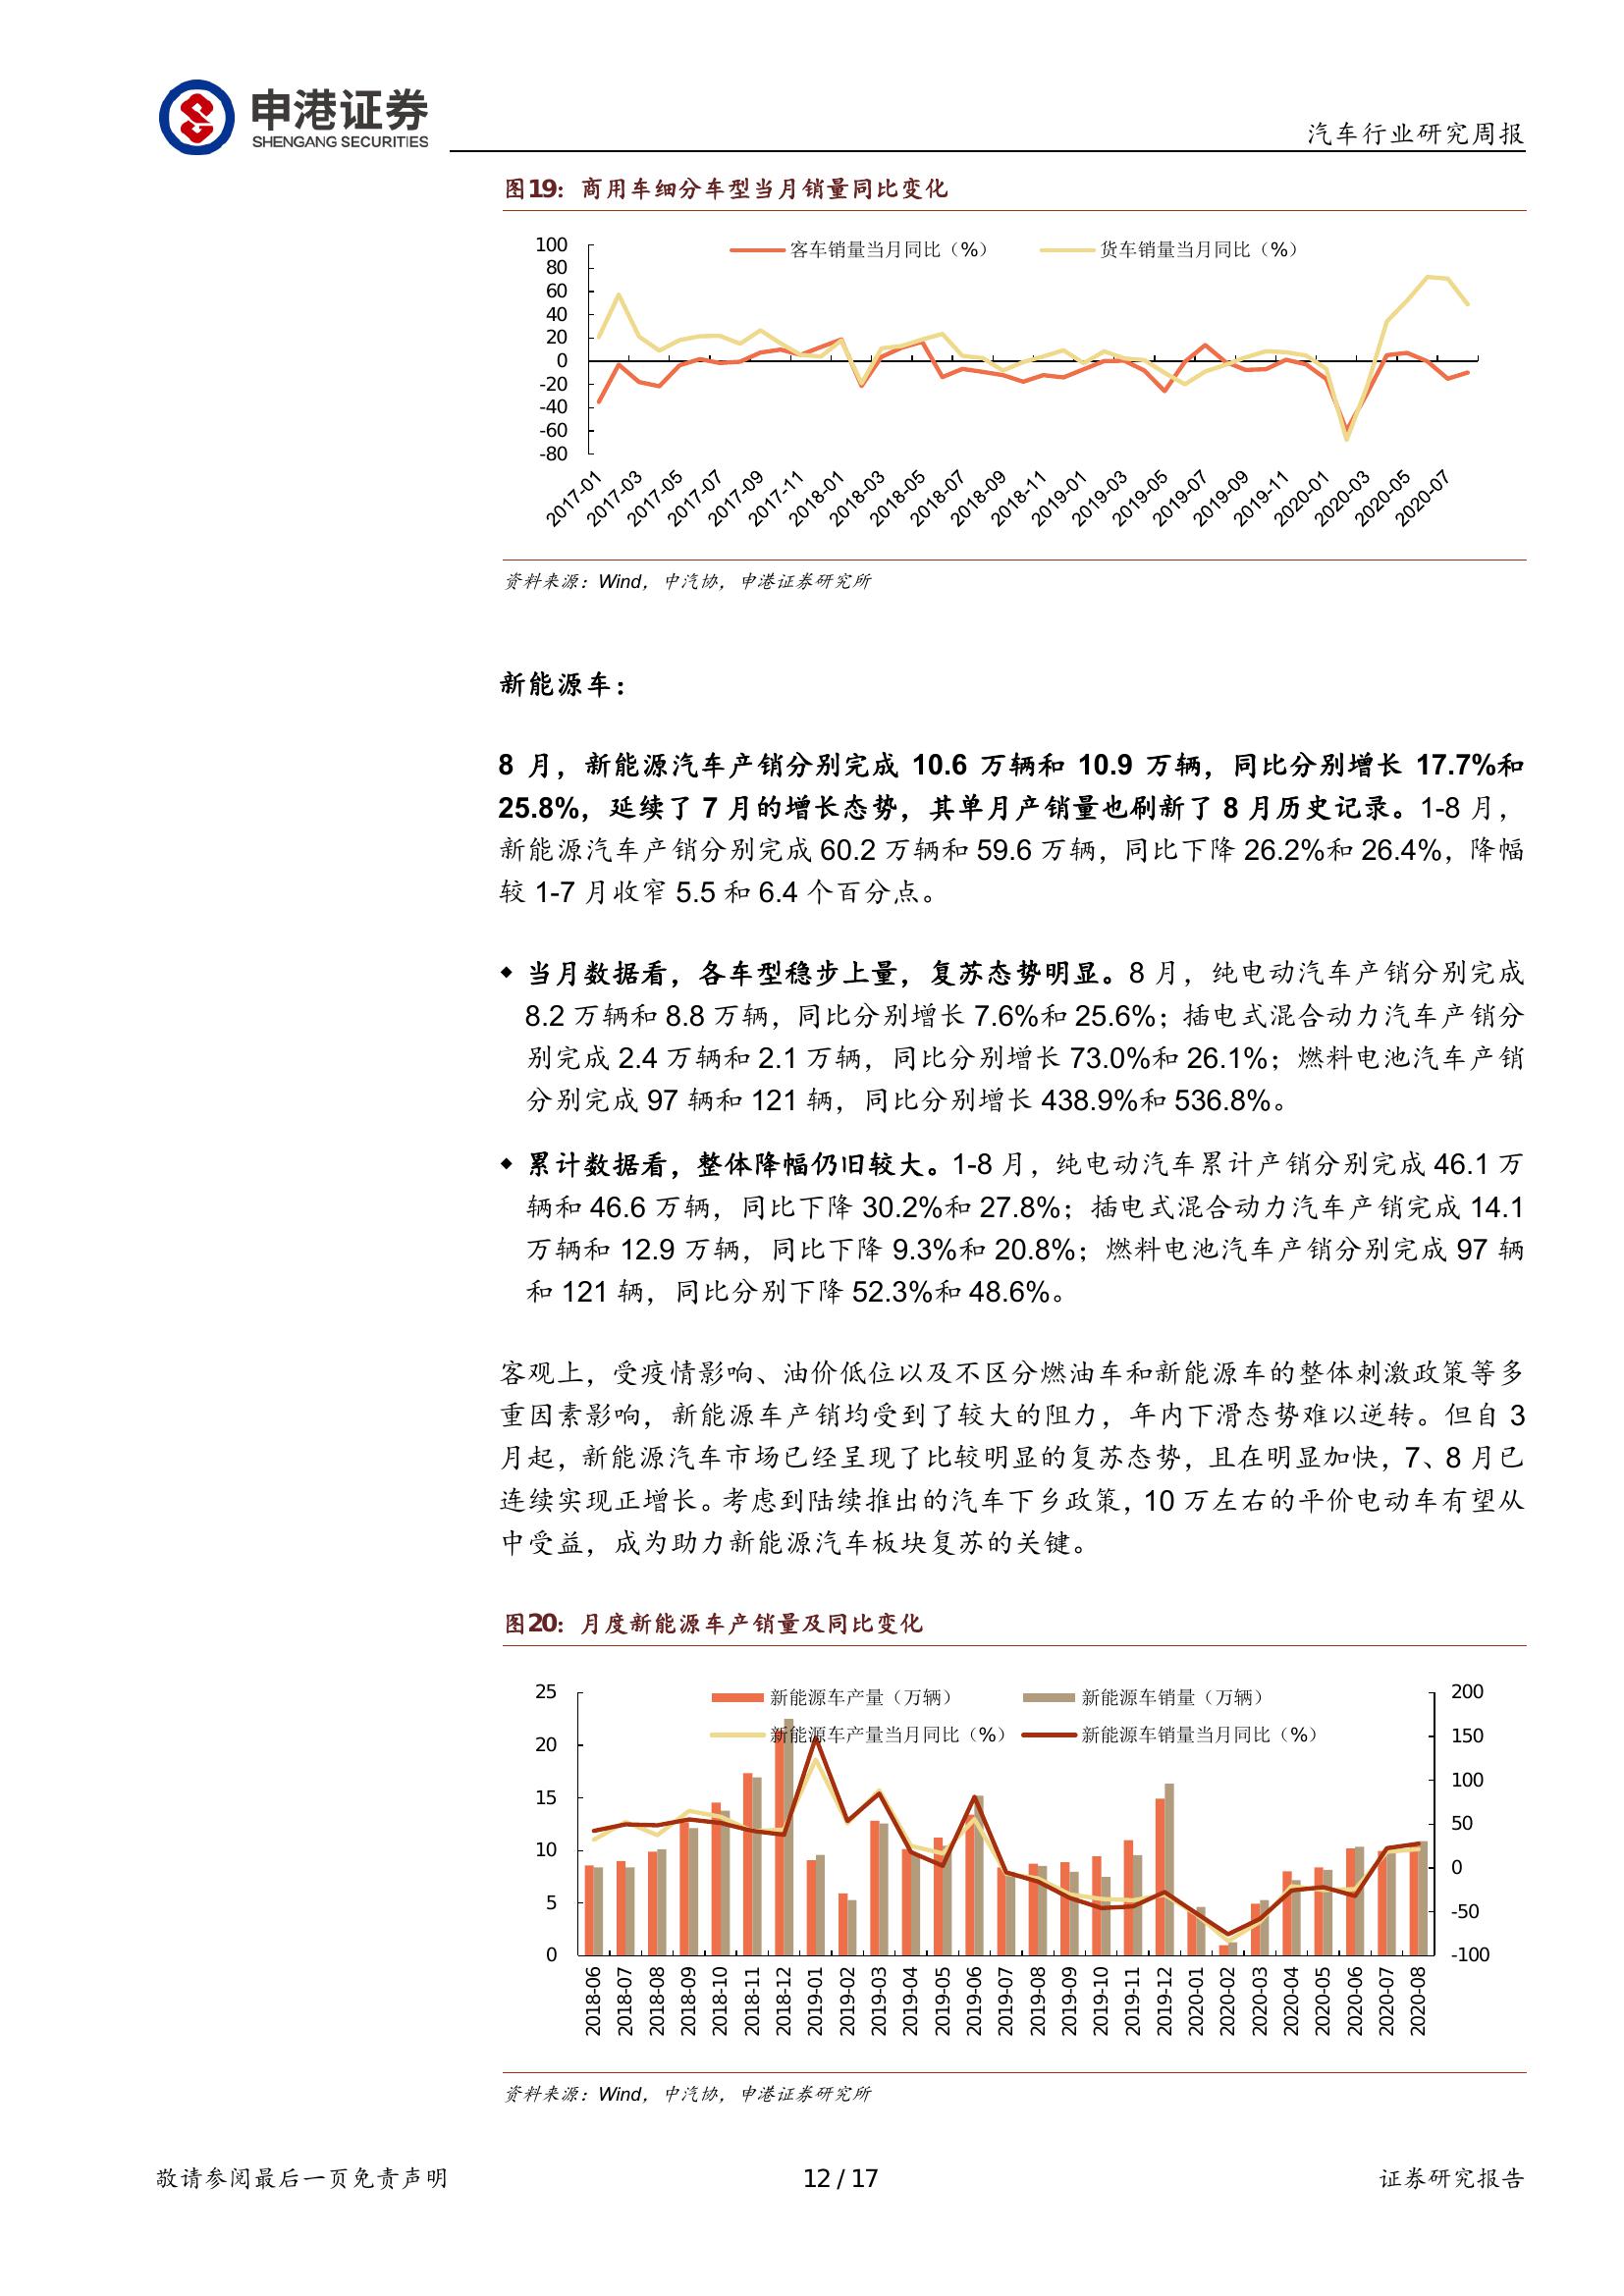 申港证券
SHENGANG SECURITIES
汽车行业研究周报
图19：商用车细分车型当月销量同比变化
客车销量当月同比（%）
货车销量当月同比（%）
100
80
60
40
20
0
-20
-40
-60
-80
2017-01
2017-03
2017-05
2017-07
2017-09
2017-11
2018-01
2018-03
2018-05
2018-07
2018-09
2018-11
2019-01
2019-03
2019-05
2019-07
2019-09
2019-11
2020-01
2020-03
2020-05
2020-07
资料来源：Wind，中汽协，申港证券研究所
新能源车：
8 月，新能源汽车产销分别完成 10.6 万辆和 10.9 万辆，同比分别增长 17.7%和
25.8%，延续了 7 月的增长态势，其单月产销量也刷新了 8 月历史记录。1-8 月，
新能源汽车产销分别完成 60.2 万辆和 59.6 万辆，同比下降 26.2%和 26.4%，降幅
较 1-7 月收窄 5.5 和 6.4 个百分点。
◆ 当月数据看，各车型稳步上量，复苏态势明显。8 月，纯电动汽车产销分别完成
8.2 万辆和 8.8 万辆，同比分别增长 7.6%和 25.6%；插电式混合动力汽车产销分
别完成 2.4 万辆和 2.1 万辆，同比分别增长 73.0%和 26.1%；燃料电池汽车产销
分别完成 97 辆和 121 辆，同比分别增长 438.9%和 536.8%。
◆ 累计数据看，整体降幅仍旧较大。1-8 月，纯电动汽车累计产销分别完成 46.1 万
辆和 46.6 万辆，同比下降 30.2%和 27.8%；插电式混合动力汽车产销完成 14.1
万辆和 12.9 万辆，同比下降 9.3%和 20.8%；燃料电池汽车产销分别完成 97 辆
和 121 辆，同比分别下降 52.3%和 48.6%。
客观上，受疫情影响、油价低位以及不区分燃油车和新能源车的整体刺激政策等多
重因素影响，新能源车产销均受到了较大的阻力，年内下滑态势难以逆转。但自 3
月起，新能源汽车市场已经呈现了比较明显的复苏态势，且在明显加快，7、8 月已
连续实现正增长。考虑到陆续推出的汽车下乡政策，10 万左右的平价电动车有望从
中受益，成为助力新能源汽车板块复苏的关键。
图20：月度新能源车产销量及同比变化
新能源车产量（万辆）
新能源车销量（万辆）
新能源车产量当月同比（%）
新能源车销量当月同比（%）
25
20
15
10
5
0
200
150
100
50
0
-50
-100
2018-06
2018-07
2018-08
2018-09
2018-10
2018-11
2018-12
2019-01
2019-02
2019-03
2019-04
2019-05
2019-06
2019-07
2019-08
2019-09
2019-10
2019-11
2019-12
2020-01
2020-02
2020-03
2020-04
2020-05
2020-06
2020-07
2020-08
资料来源：Wind，中汽协，申港证券研究所
敬请参阅最后一页免责声明
12 / 17
证券研究报告